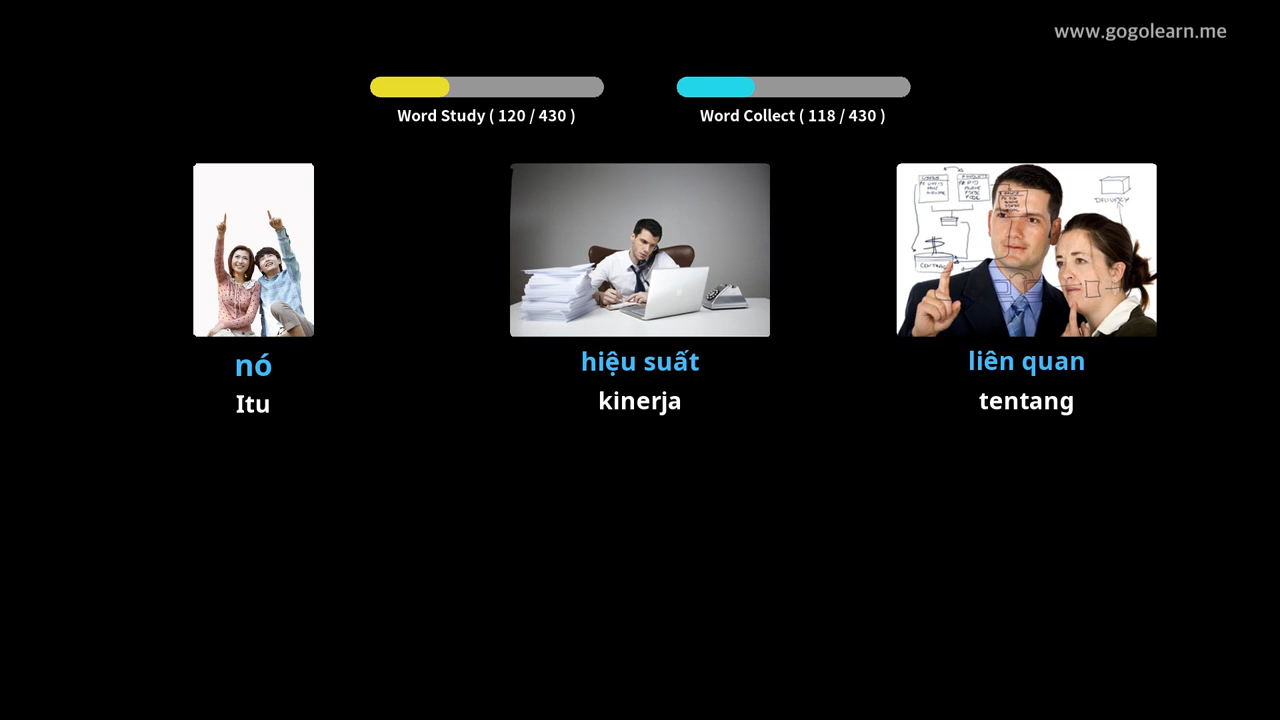 www.gogolearn.me
Word Study ( 120 / 430 )
Word Collect ( 118 / 430 )
DELIVERY
nó
hiệu suất
liên quan
Itu
kinerja
tentang